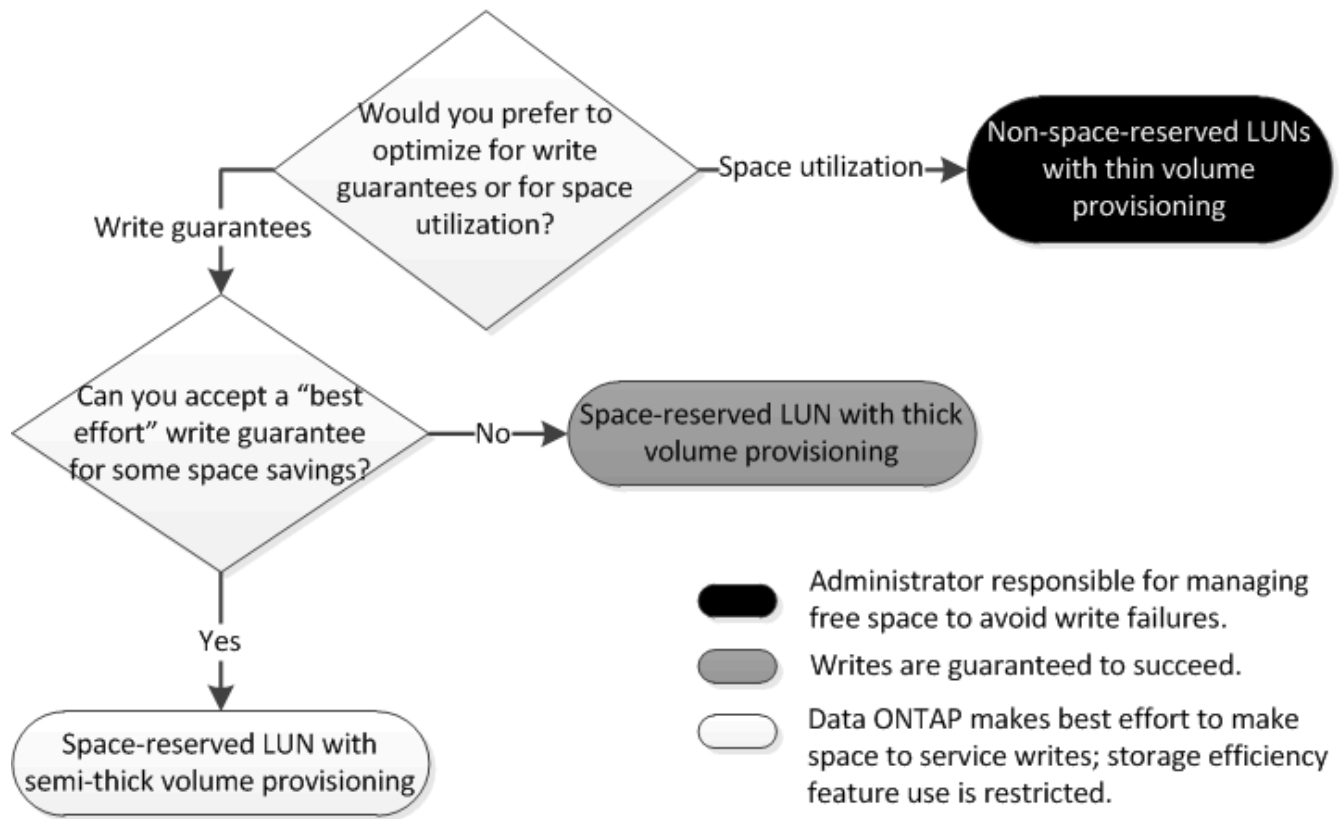 Would you prefer to
optimize for write
guarantees or for space
utilization?
Space utilization
Non-space-reserved LUNs
with thin volume
provisioning
Write guarantees
Can you accept a “best
effort” write guarantee
for some space savings?
No
Space-reserved LUN with thick
volume provisioning
Yes
Space-reserved LUN with
semi-thick volume provisioning
Administrator responsible for managing
free space to avoid write failures.
Writes are guaranteed to succeed.
Data ONTAP makes best effort to make
space to service writes; storage efficiency
feature use is restricted.